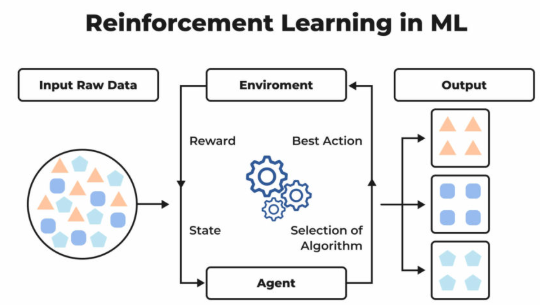 Reinforcement Learning in ML
Input Raw Data
Enviroment
Output
Reward
Best Action
State
Selection of
Algorithm
Agent